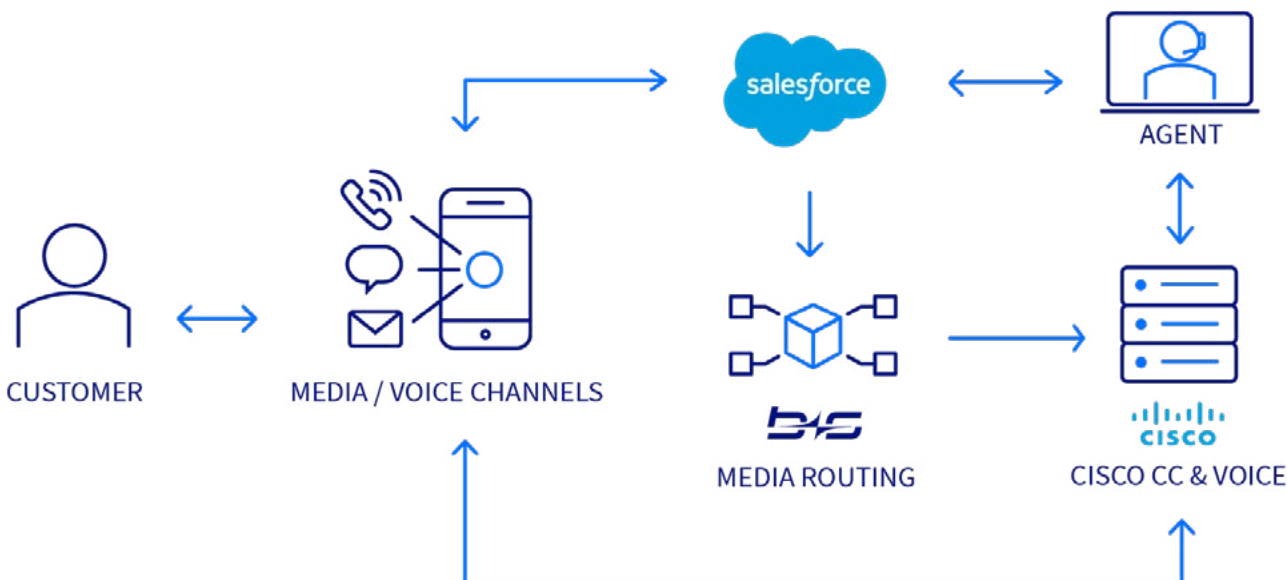 salesforce
AGENT
CUSTOMER
MEDIA / VOICE CHANNELS
CISCO
MEDIA ROUTING
CISCO CC & VOICE